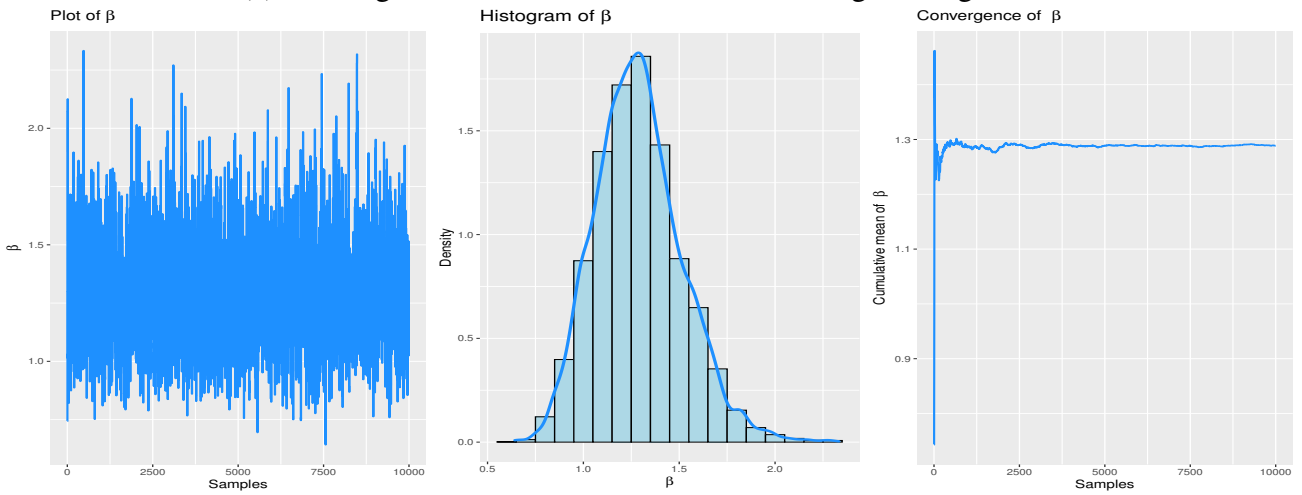 Plot of β
2.0
1.5
1.0
β
0
2500
5000
7500
10000
Samples
Histogram of β
1.5
1.0
0.5
0.0
Density
0.5
1.0
1.5
2.0
β
Convergence of β
1.3
1.1
0.9
Cumulative mean of β
0
2500
5000
7500
10000
Samples